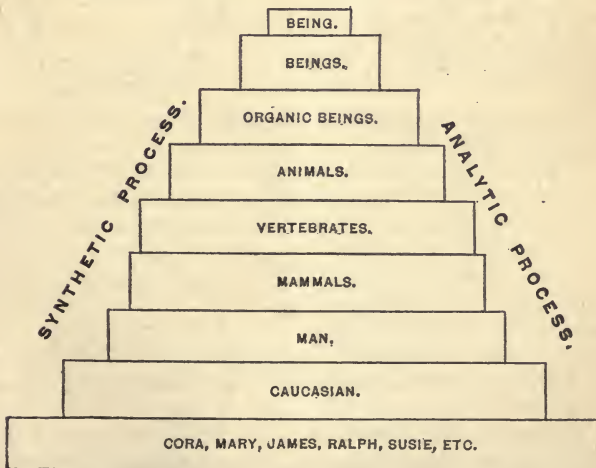 BEING.
BEINGS.
ORGANIC BEINGS.
ANIMALS.
VERTEBRATES.
MAMMALS.
MAN,
CAUCASIAN.
CORA, MARY, JAMES, RALPH, SUSIE, ETC.
SYNTHETIC PROCESS.
ANALYTIC PROCESS.